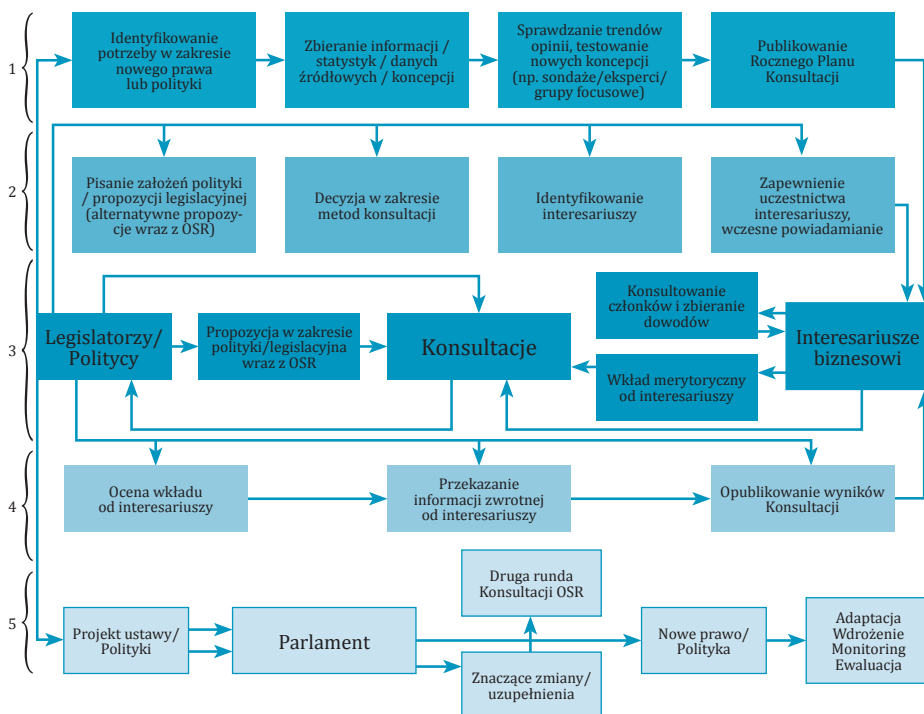 1
Identyfikowanie
potrzeby w zakresie
nowego prawa
lub polityki
Zbieranie informacji /
statystyk / danych
źródłowych / koncepcji
Sprawdzanie trendów
opinii, testowanie
nowych koncepcji
(np. sondaże/eksperci/
grupy focusowe)
Publikowanie
Rocznego Planu
Konsultacji
2
Pisanie założeń polityki
/ propozycji legislacyjnej
(alternatywne propozy-
cje wraz z OSR)
Decyzja w zakresie
metod konsultacji
Identyfikowanie
interesariuszy
Zapewnienie
uczestnictwa
interesariuszy,
wczesne powiadamianie
3
Legislatorzy/
Politycy
Propozycja w zakresie
polityki/legislacyjna
wraz z OSR
Konsultacje
Konsultowanie
członków i zbieranie
dowodów
Wkład merytoryczny
od interesariuszy
Interesariusze
biznesowi
4
Ocena wkładu
od interesariuszy
Przekazanie
informacji zwrotnej
od interesariuszy
Opublikowanie wyników
Konsultacji
5
Projekt ustawy/
Polityki
Parlament
Druga runda
Konsultacji OSR
Znaczące zmiany/
uzupełnienia
Nowe prawo/
Polityka
Adaptacja
Wdrożenie
Monitoring
Ewaluacja